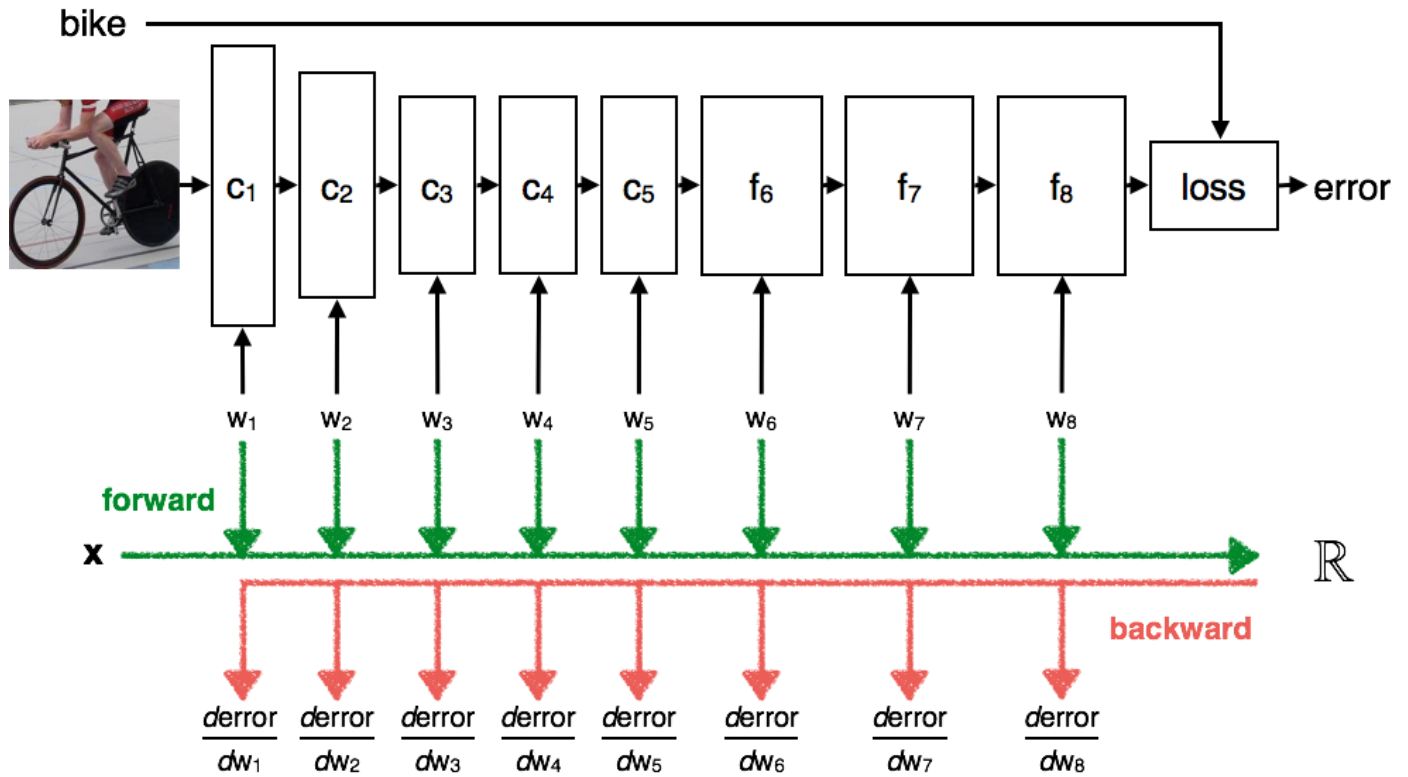 bike
c₁ c₂ c₃ c₄ c₅ f₆ f₇ f₈ loss error
w₁ w₂ w₃ w₄ w₅ w₆ w₇ w₈
forward
x ℝ
backward
derror derror derror derror derror derror derror derror
dw₁ dw₂ dw₃ dw₄ dw₅ dw₆ dw₇ dw₈